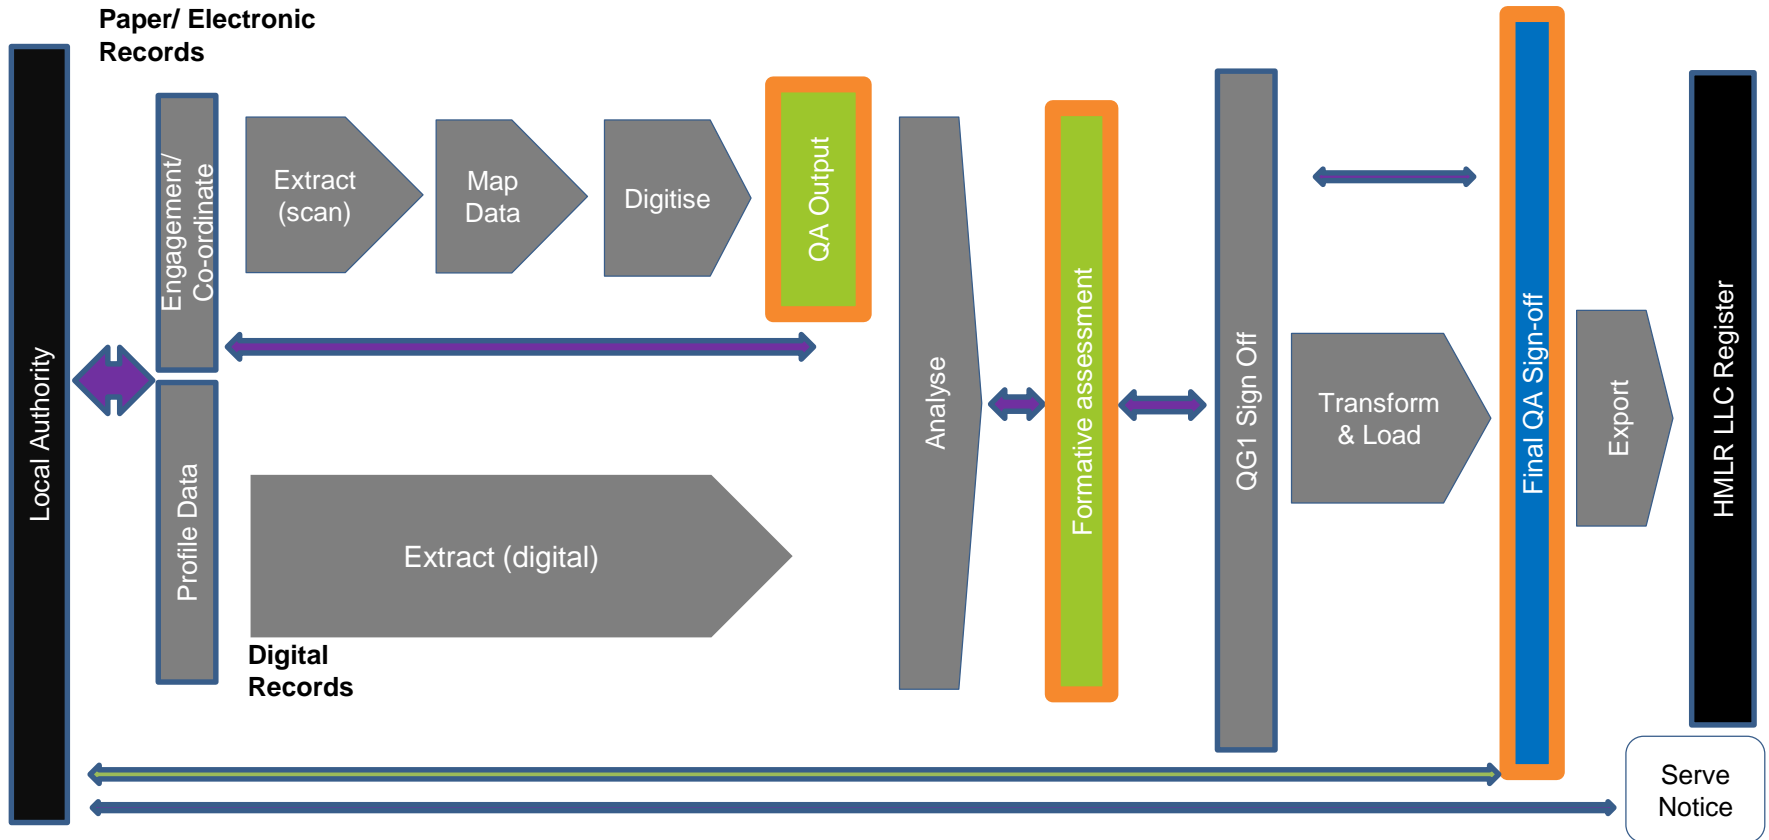 Paper/ Electronic
Records
Local Authority
Engagement/
Co-ordinate
Profile Data
Extract
(scan)
Map
Data
Digitise
QA Output
Extract (digital)
Digital
Records
Analyse
Formative assessment
QG1 Sign Off
Transform
& Load
Final QA Sign-off
Export
HMLR LLC Register
Serve
Notice